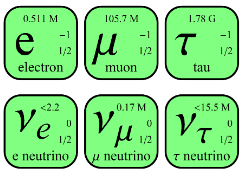 0.511 M
e
−1
1/2
electron
105.7 M
μ
−1
1/2
muon
1.78 G
τ
−1
1/2
tau
<2.2
νe
0
1/2
e neutrino
0.17 M
νμ
0
1/2
μ neutrino
<15.5 M
ντ
0
1/2
τ neutrino